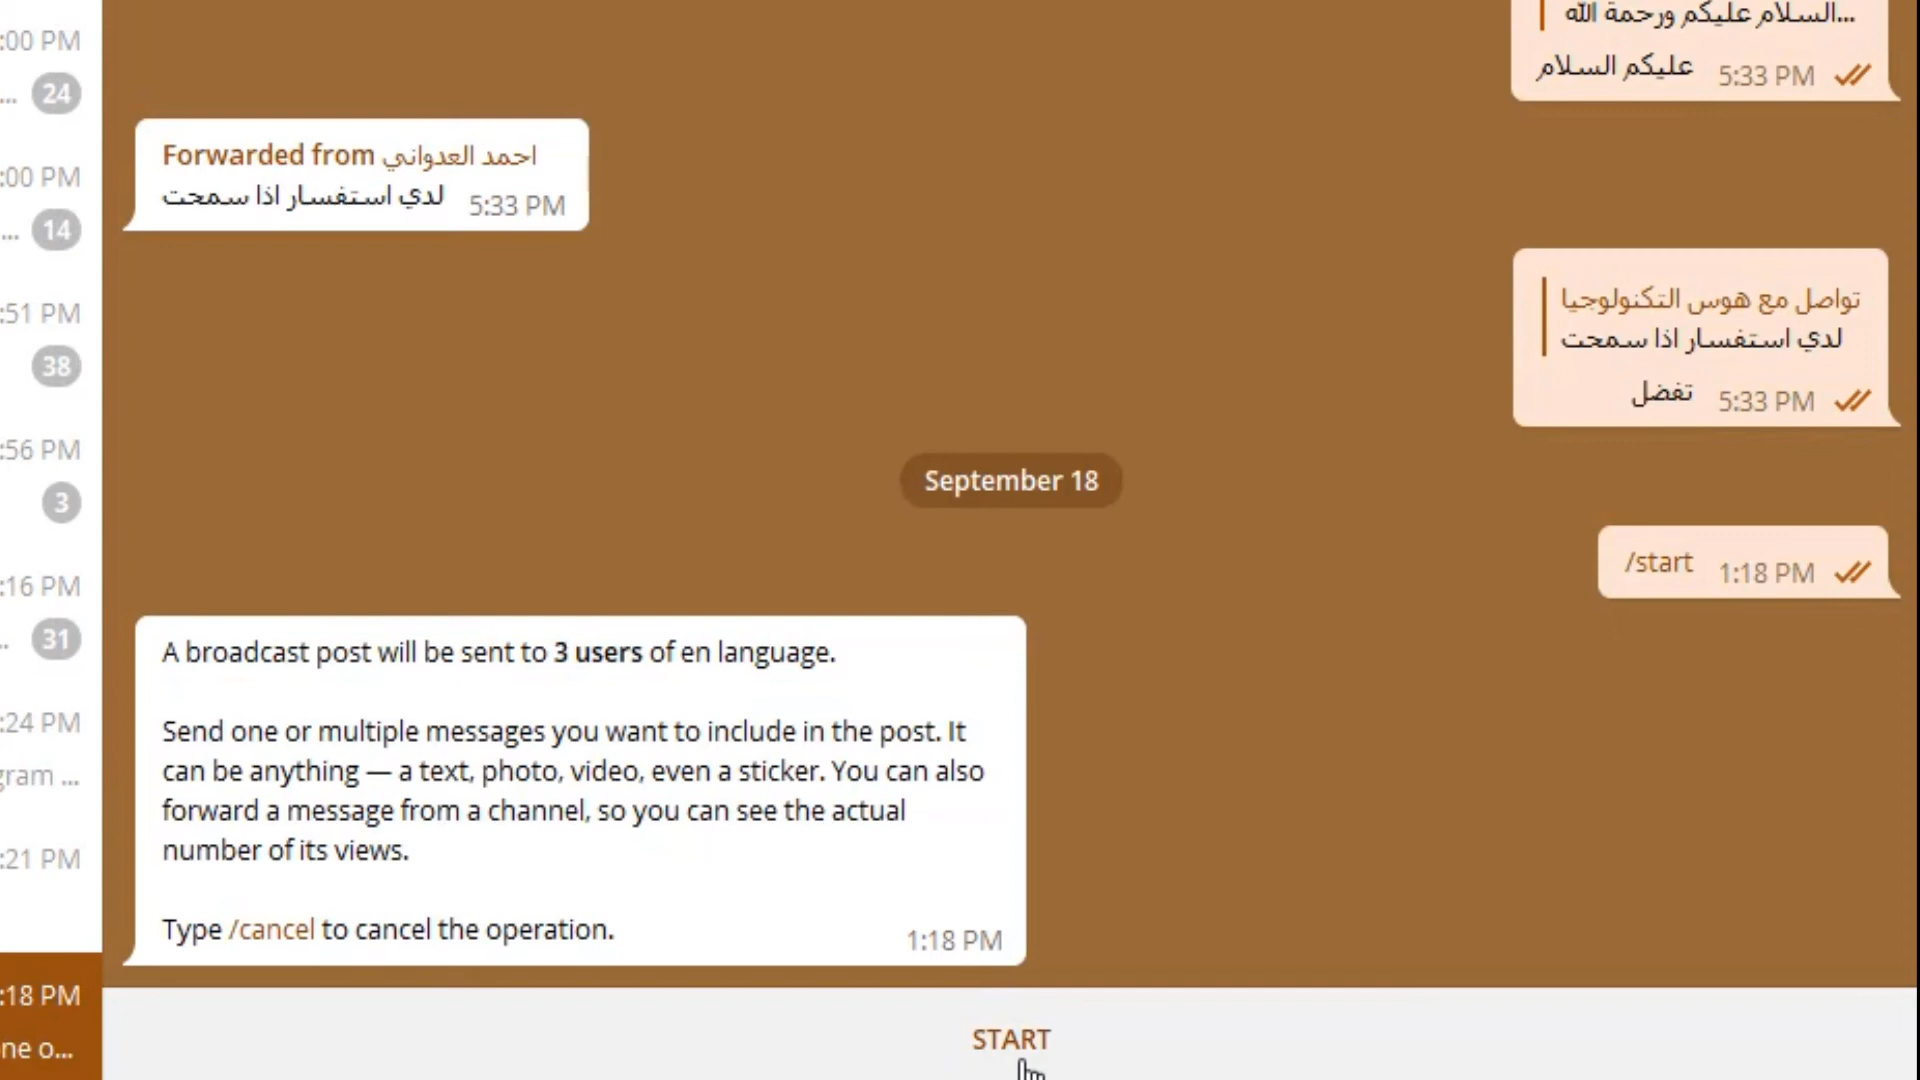 :00 PM
... 24
:00 PM
... 14
:51 PM
38
:56 PM
3
:16 PM
.. 31
:24 PM
gram ...
:21 PM
:18 PM
ne o...
السلام عليكم ورحمة الله...
عليكم السلام 5:33 PM
Forwarded from احمد العدواني
لدي استفسار اذا سمحت 5:33 PM
تواصل مع هوس التكنولوجيا
لدي استفسار اذا سمحت
تفضل 5:33 PM
September 18
/start 1:18 PM
A broadcast post will be sent to 3 users of en language.
Send one or multiple messages you want to include in the post. It
can be anything — a text, photo, video, even a sticker. You can also
forward a message from a channel, so you can see the actual
number of its views.
Type /cancel to cancel the operation.
1:18 PM
START